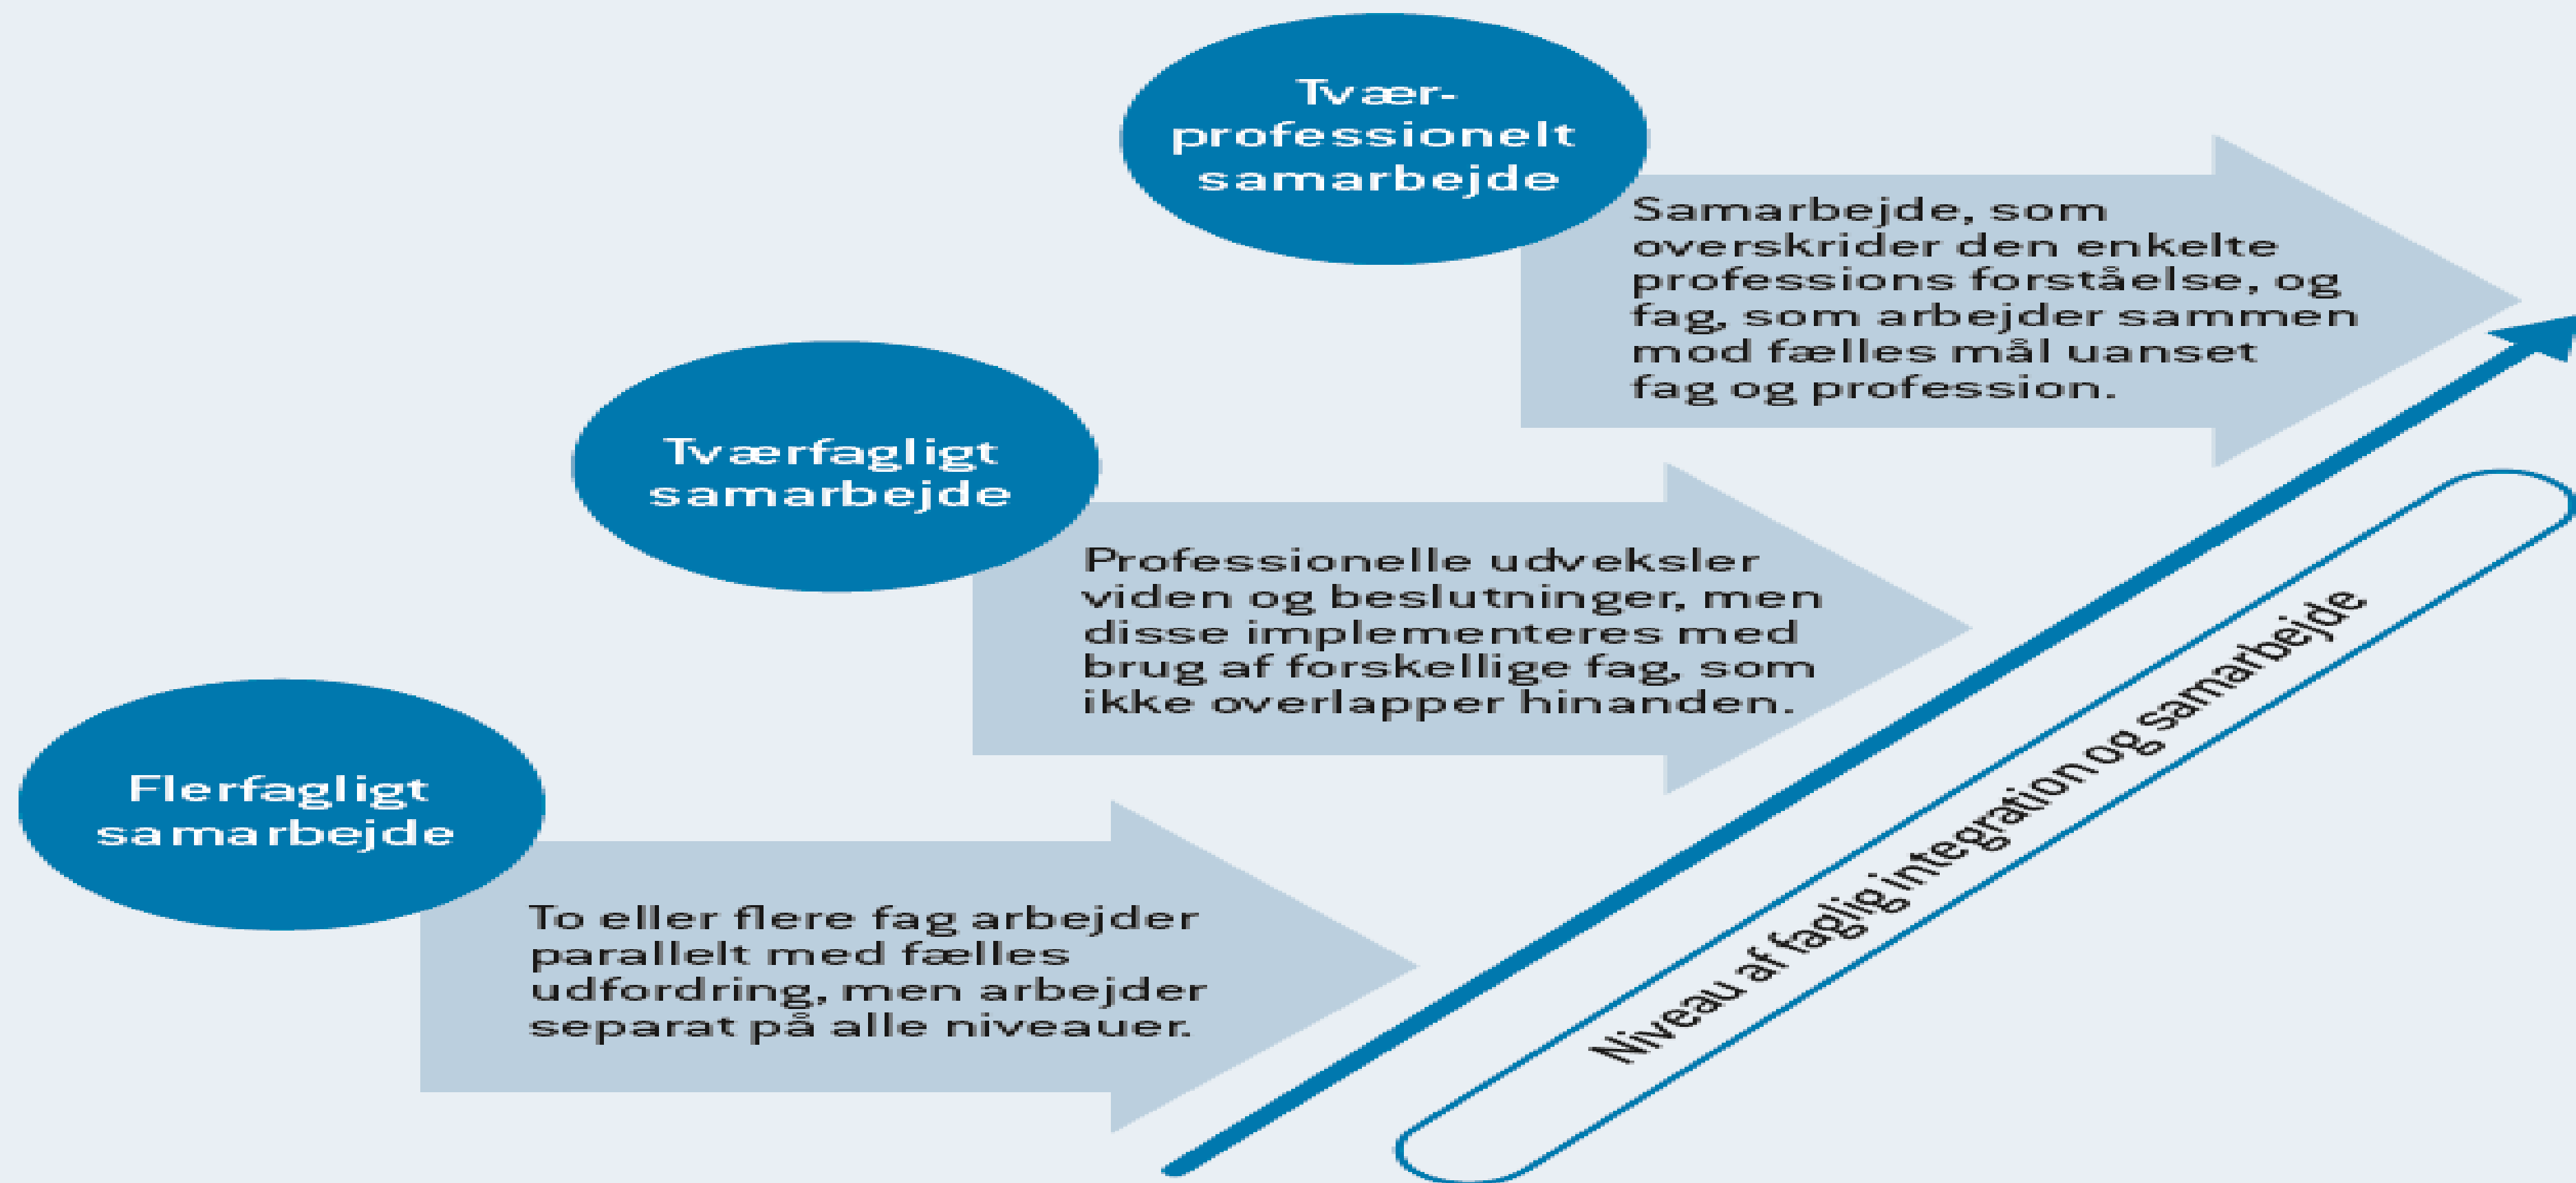 Tvær-
professionelt
samarbejde
Samarbejde, som
overskrider den enkelte
professions forståelse, og
fag, som arbejder sammen
mod fælles mål uanset
fag og profession.
Tværfagligt
samarbejde
Professionelle udveksler
viden og beslutninger, men
disse implementeres med
brug af forskellige fag, som
ikke overlapper hinanden.
Flerfagligt
samarbejde
To eller flere fag arbejder
parallelt med fælles
udfordring, men arbejder
separat på alle niveauer.
Niveau af faglig integration og samarbejde